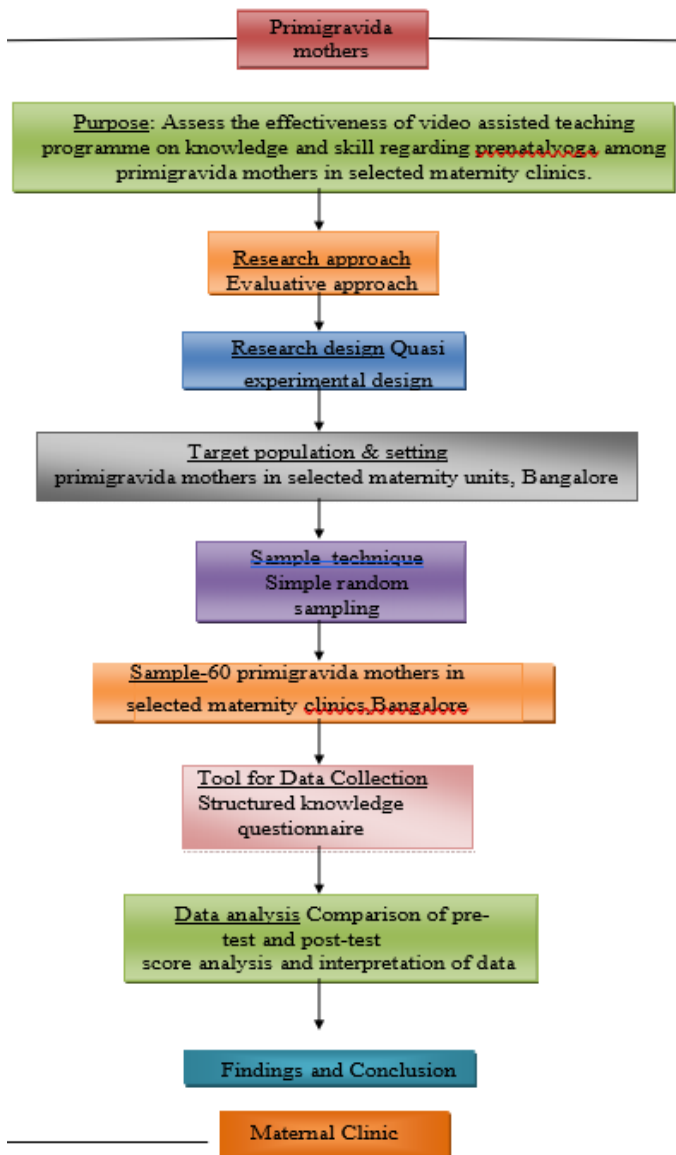 Primigravida
mothers
Purpose: Assess the effectiveness of video assisted teaching
programme on knowledge and skill regarding prenatalyoga among
primigravida mothers in selected maternity clinics.
Research approach
Evaluative approach
Research design Quasi
experimental design
Target population & setting
primigravida mothers in selected maternity units, Bangalore
Sample technique
Simple random
sampling
Sample-60 primigravida mothers in
selected maternity clinics,Bangalore
Tool for Data Collection
Structured knowledge
questionnaire
Data analysis Comparison of pre-
test and post-test
score analysis and interpretation of data
Findings and Conclusion
Maternal Clinic